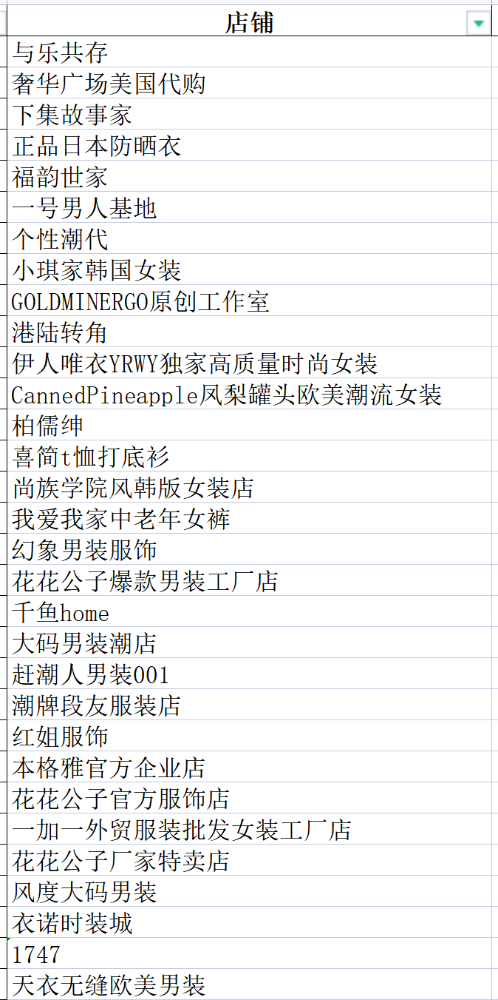 店铺
与乐共存
奢华广场美国代购
下集故事家
正品日本防晒衣
福韵世家
一号男人基地
个性潮代
小琪家韩国女装
GOLDMINERGO原创工作室
港陆转角
伊人唯衣YRWY独家高质量时尚女装
CannedPineapple凤梨罐头欧美潮流女装
柏儒绅
喜简t恤打底衫
尚族学院风韩版女装店
我爱我家中老年女裤
幻象男装服饰
花花公子爆款男装工厂店
千鱼home
大码男装潮店
赶潮人男装001
潮牌段友服装店
红姐服饰
本格雅官方企业店
花花公子官方服饰店
一加一外贸服装批发女装工厂店
花花公子厂家特卖店
风度大码男装
衣诺时装城
1747
天衣无缝欧美男装